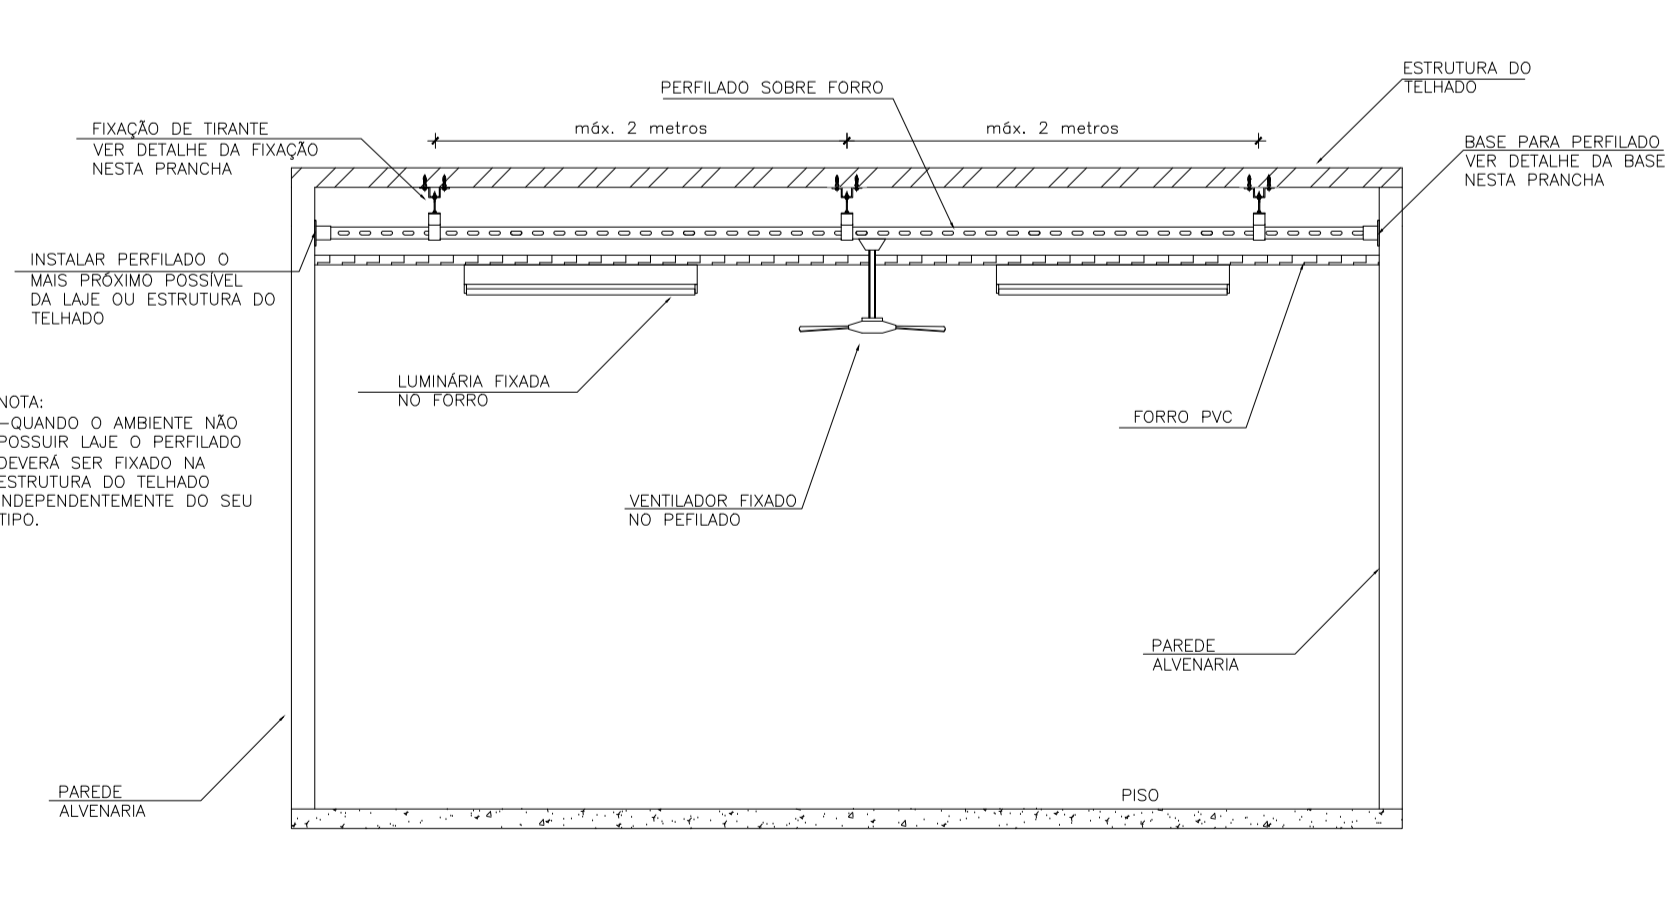 ESTRUTURA DO
TELHADO
PERFILADO SOBRE FORRO
FIXAÇÃO DE TIRANTE
VER DETALHE DA FIXAÇÃO
NESTA PRANCHA
máx. 2 metros
máx. 2 metros
BASE PARA PERFILADO
VER DETALHE DA BASE
NESTA PRANCHA
INSTALAR PERFILADO O
MAIS PRÓXIMO POSSÍVEL
DA LAJE OU ESTRUTURA DO
TELHADO
LUMINÁRIA FIXADA
NO FORRO
NOTA:
-QUANDO O AMBIENTE NÃO
POSSUIR LAJE O PERFILADO
DEVERÁ SER FIXADO NA
ESTRUTURA DO TELHADO
INDEPENDENTEMENTE DO SEU
TIPO.
FORRO PVC
VENTILADOR FIXADO
NO PEFILADO
PAREDE
ALVENARIA
PAREDE
ALVENARIA
PISO